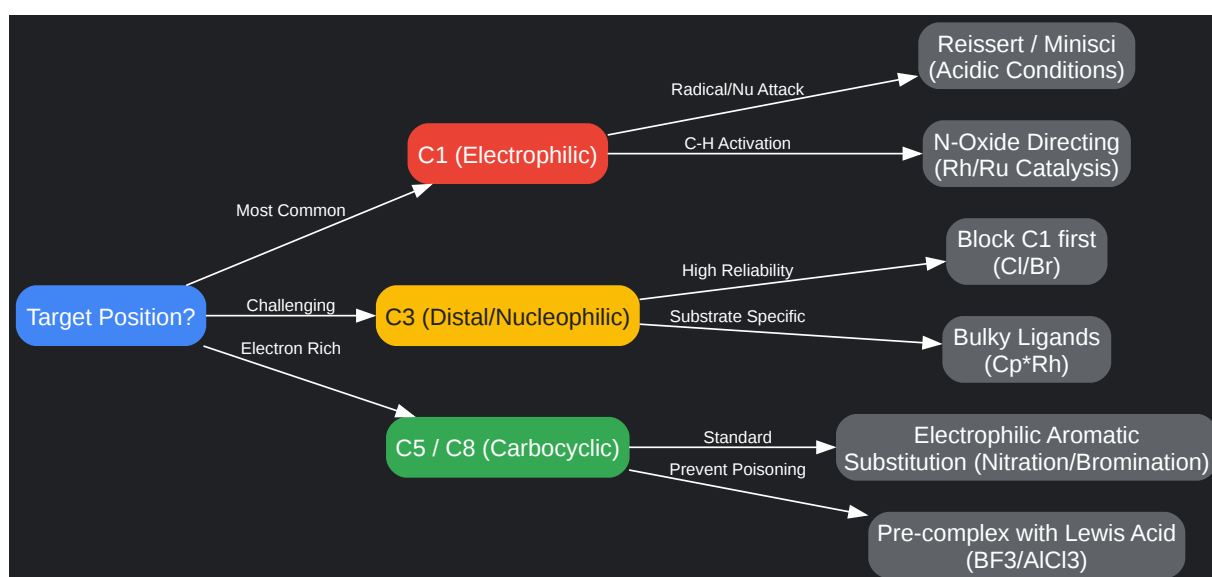 Reissert / Minisci
(Acidic Conditions)
Radical/Nu Attack
C-H Activation
C1 (Electrophilic)
N-Oxide Directing
(Rh/Ru Catalysis)
Most Common
Block C1 first
(Cl/Br)
High Reliability
Target Position?
Challenging
C3 (Distal/Nucleophilic)
Substrate Specific
Bulky Ligands
(Cp*Rh)
Electron Rich
C5 / C8 (Carbocyclic)
Standard
Electrophilic Aromatic
Substitution (Nitration/Bromination)
Prevent Poisoning
Pre-complex with Lewis Acid
(BF3/AlCl3)